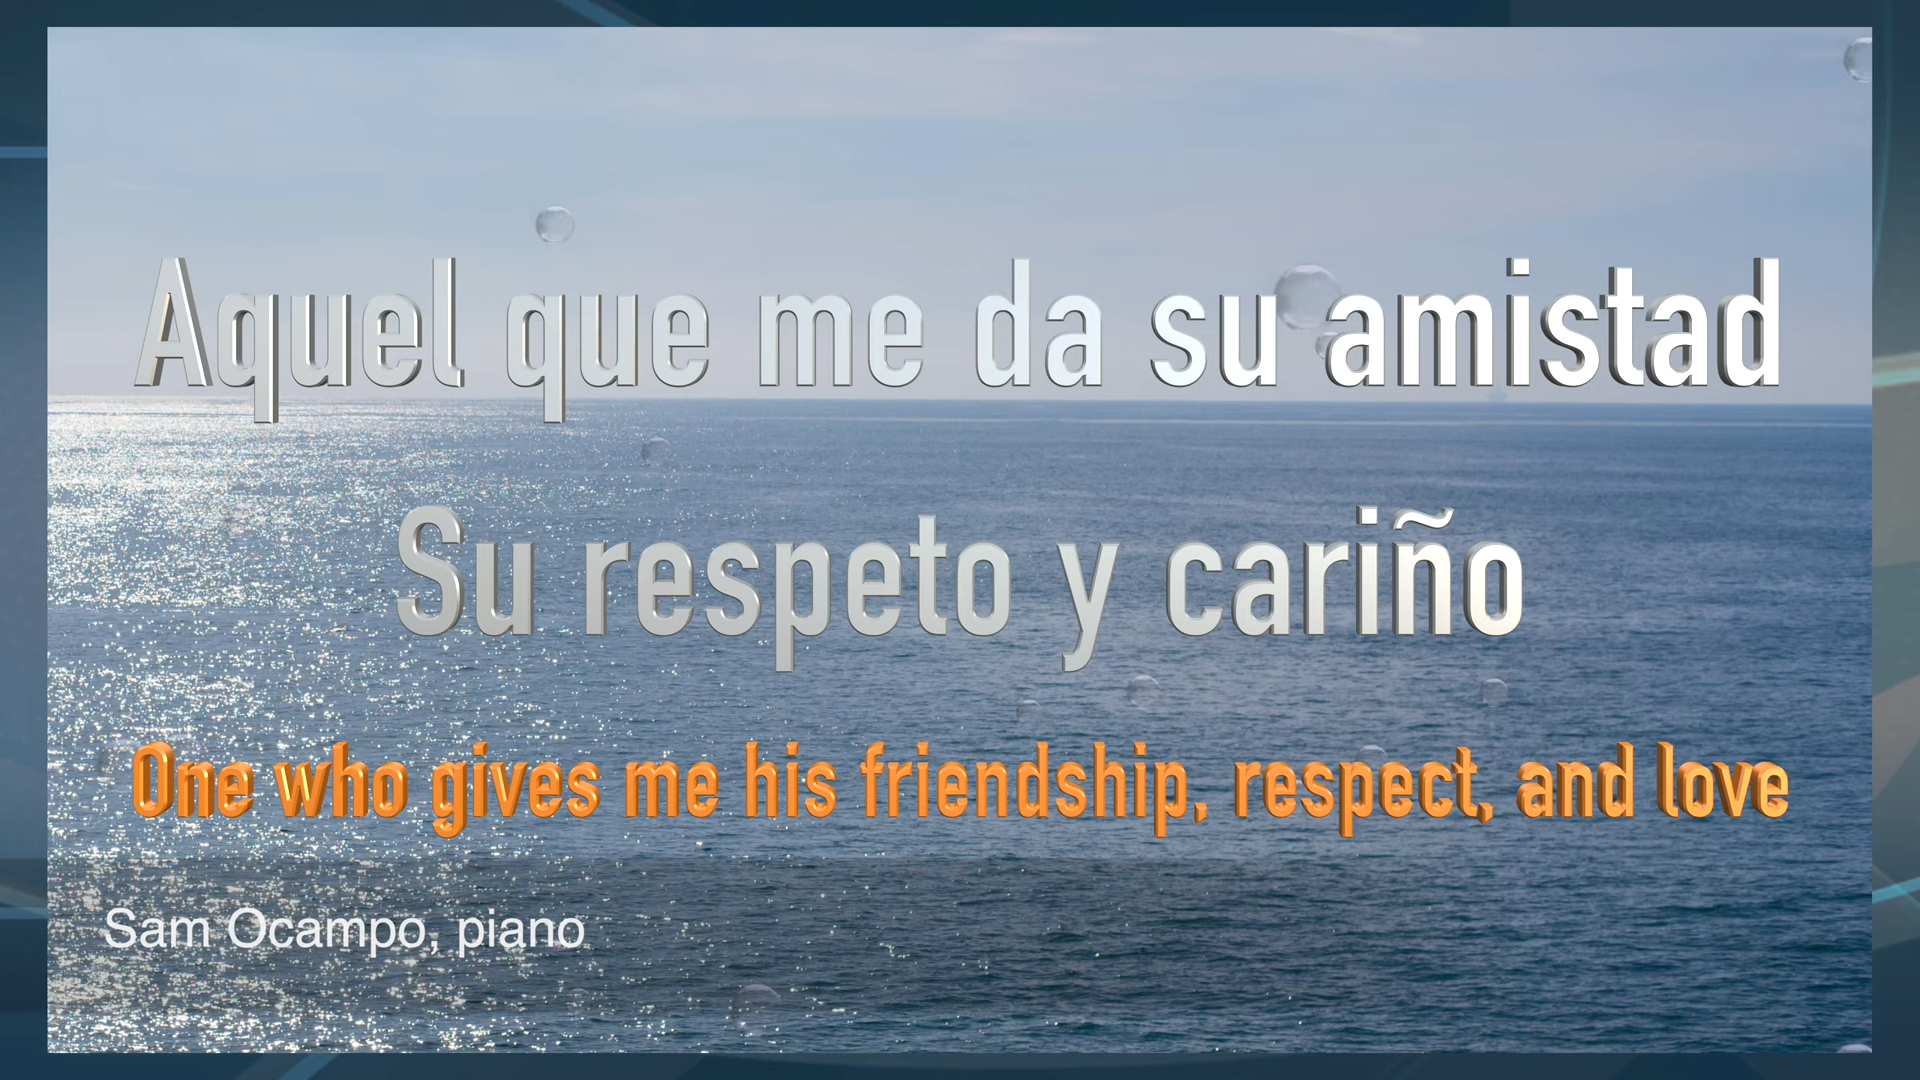 Aquel que me da su amistad
Su respeto y cariño
One who gives me his friendship, respect, and love
Sam Ocampo, piano